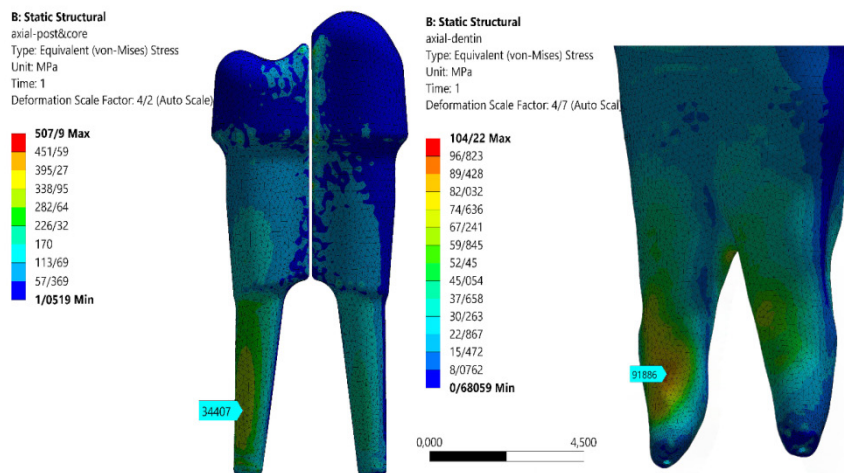 B: Static Structural
axial-post&core
Type: Equivalent (von-Mises) Stress
Unit: MPa
Time: 1
Deformation Scale Factor: 4/2 (Auto Scale)
507/9 Max
451/59
395/27
338/95
282/64
226/32
170
113/69
57/369
1/0519 Min
34407
B: Static Structural
axial-dentin
Type: Equivalent (von-Mises) Stress
Unit: MPa
Time: 1
Deformation Scale Factor: 4/7 (Auto Scal
104/22 Max
96/823
89/428
82/032
74/636
67/241
59/845
52/45
45/054
37/658
30/263
22/867
15/472
8/0762
0/68059 Min
91886
0,000
4,500